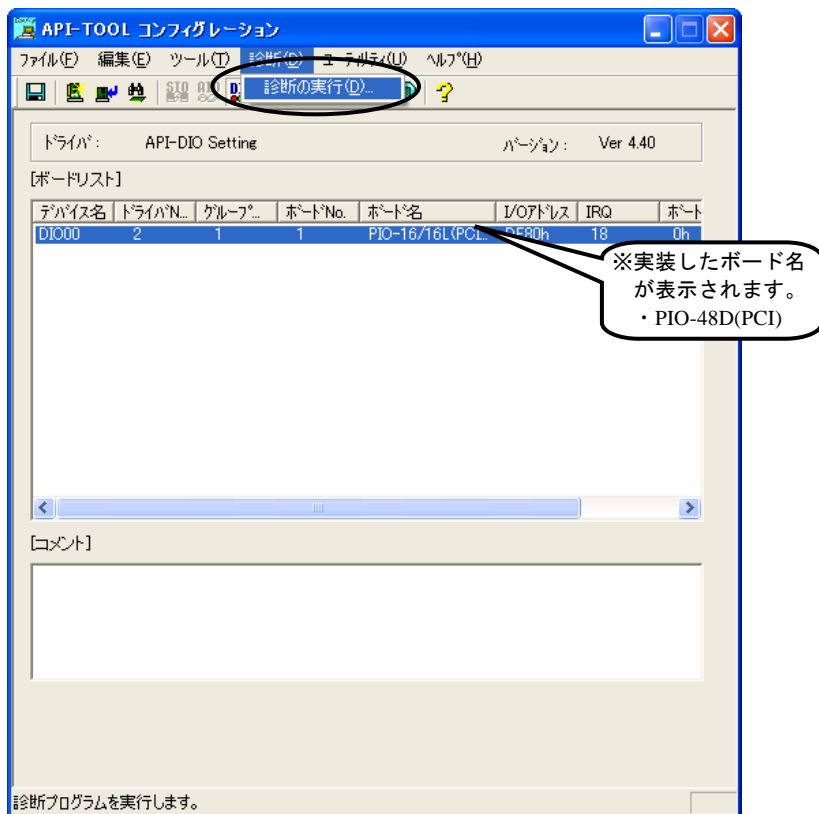 API-TOOL コンフィグレーション
ファイル(F) 編集(E) ツール(T) 診断(D) ユーティリティ(U) ヘルプ(H)
診断の実行(D)...
ドライバ: API-DIO Setting バージョン: Ver 4.40
[ボードリスト]
デバイス名 ドライバN... グループ... ボードNo. ボード名 I/Oアドレス IRQ ボード
DIO00 2 1 1 PIO-16/16L(PCI... DF80h 18 0h
※実装したボード名
が表示されます。
・PIO-48D(PCI)
[コメント]
診断プログラムを実行します。